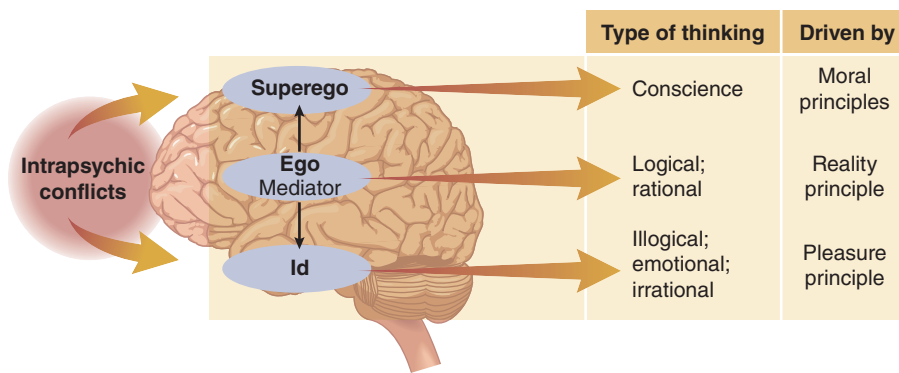 Type of thinking
Driven by
Superego
Conscience
Moral
principles
Intrapsychic
conflicts
Ego
Mediator
Logical;
rational
Reality
principle
Id
Illogical;
emotional;
irrational
Pleasure
principle